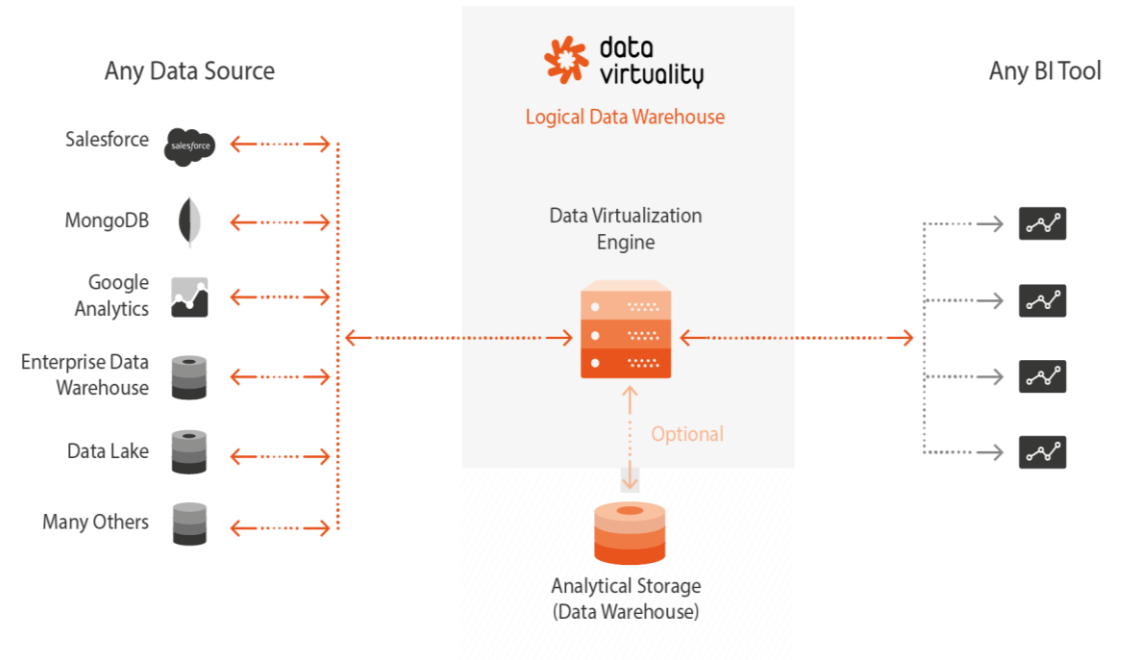 data
virtuality
Logical Data Warehouse
Any Data Source
Any BI Tool
Salesforce
salesforce
MongoDB
Google
Analytics
Enterprise Data
Warehouse
Data Lake
Many Others
Data Virtualization
Engine
Optional
Analytical Storage
(Data Warehouse)